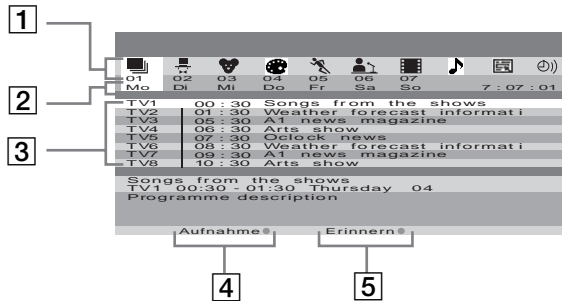 1
01 02 03 04 05 06 07
2
Mo Di Mi Do Fr Sa So 7 : 07 : 01
3
TV1 00 : 30 Songs from the shows
TV2 01 : 30 Weather forecast informati
TV3 05 : 30 A1 news magazine
TV4 06 : 30 Arts show
TV5 07 : 30 Oclock news
TV6 08 : 30 Weather forecast informati
TV7 09 : 30 A1 news magazine
TV8 10 : 30 Arts show
Songs from the shows
TV1 00:30 - 01:30 Thursday 04
Programme description
Aufnahme Erinnern
4 5